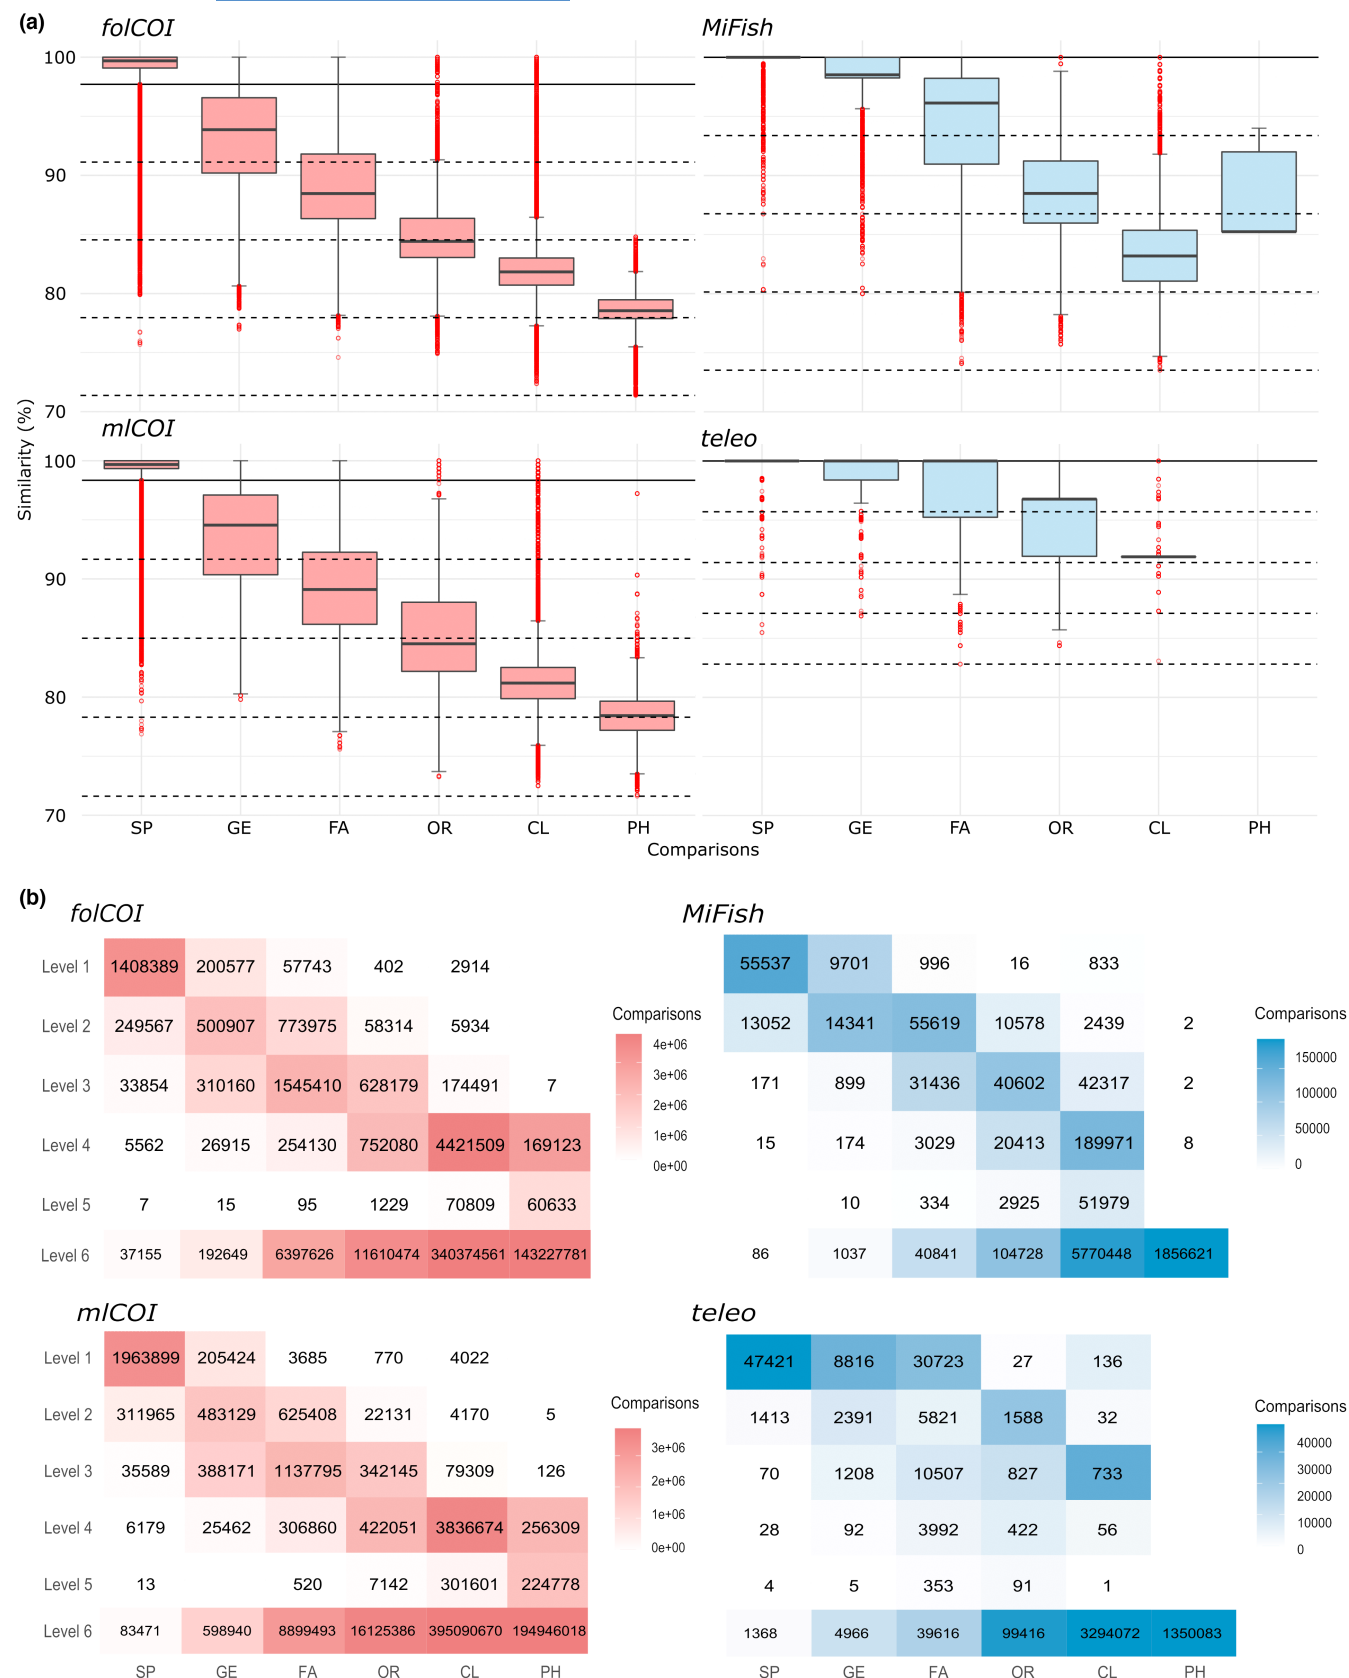 (a)
folCOI
MiFish
100
90
80
70
mlCOI
teleo
100
90
80
70
Similarity (%)
SP GE FA OR CL PH
SP GE FA OR CL PH
Comparisons
(b)
folCOI
MiFish
Level 1 1408389 200577 57743 402 2914
Level 2 249567 500907 773975 58314 5934
Level 3 33854 310160 1545410 628179 174491 7
Level 4 5562 26915 254130 752080 4421509 169123
Level 5 7 15 95 1229 70809 60633
Level 6 37155 192649 6397626 11610474 340374561 143227781
Comparisons
4e+06
3e+06
2e+06
1e+06
0e+00
55537 9701 996 16 833
13052 14341 55619 10578 2439 2
171 899 31436 40602 42317 2
15 174 3029 20413 189971 8
10 334 2925 51979
86 1037 40841 104728 5770448 1856621
Comparisons
150000
100000
50000
0
mlCOI
teleo
Level 1 1963899 205424 3685 770 4022
Level 2 311965 483129 625408 22131 4170 5
Level 3 35589 388171 1137795 342145 79309 126
Level 4 6179 25462 306860 422051 3836674 256309
Level 5 13 520 7142 301601 224778
Level 6 83471 598940 8899493 16125386 395090670 194946018
SP GE FA OR CL PH
Comparisons
3e+06
2e+06
1e+06
0e+00
47421 8816 30723 27 136
1413 2391 5821 1588 32
70 1208 10507 827 733
28 92 3992 422 56
4 5 353 91 1
1368 4966 39616 99416 3294072 1350083
SP GE FA OR CL PH
Comparisons
40000
30000
20000
10000
0